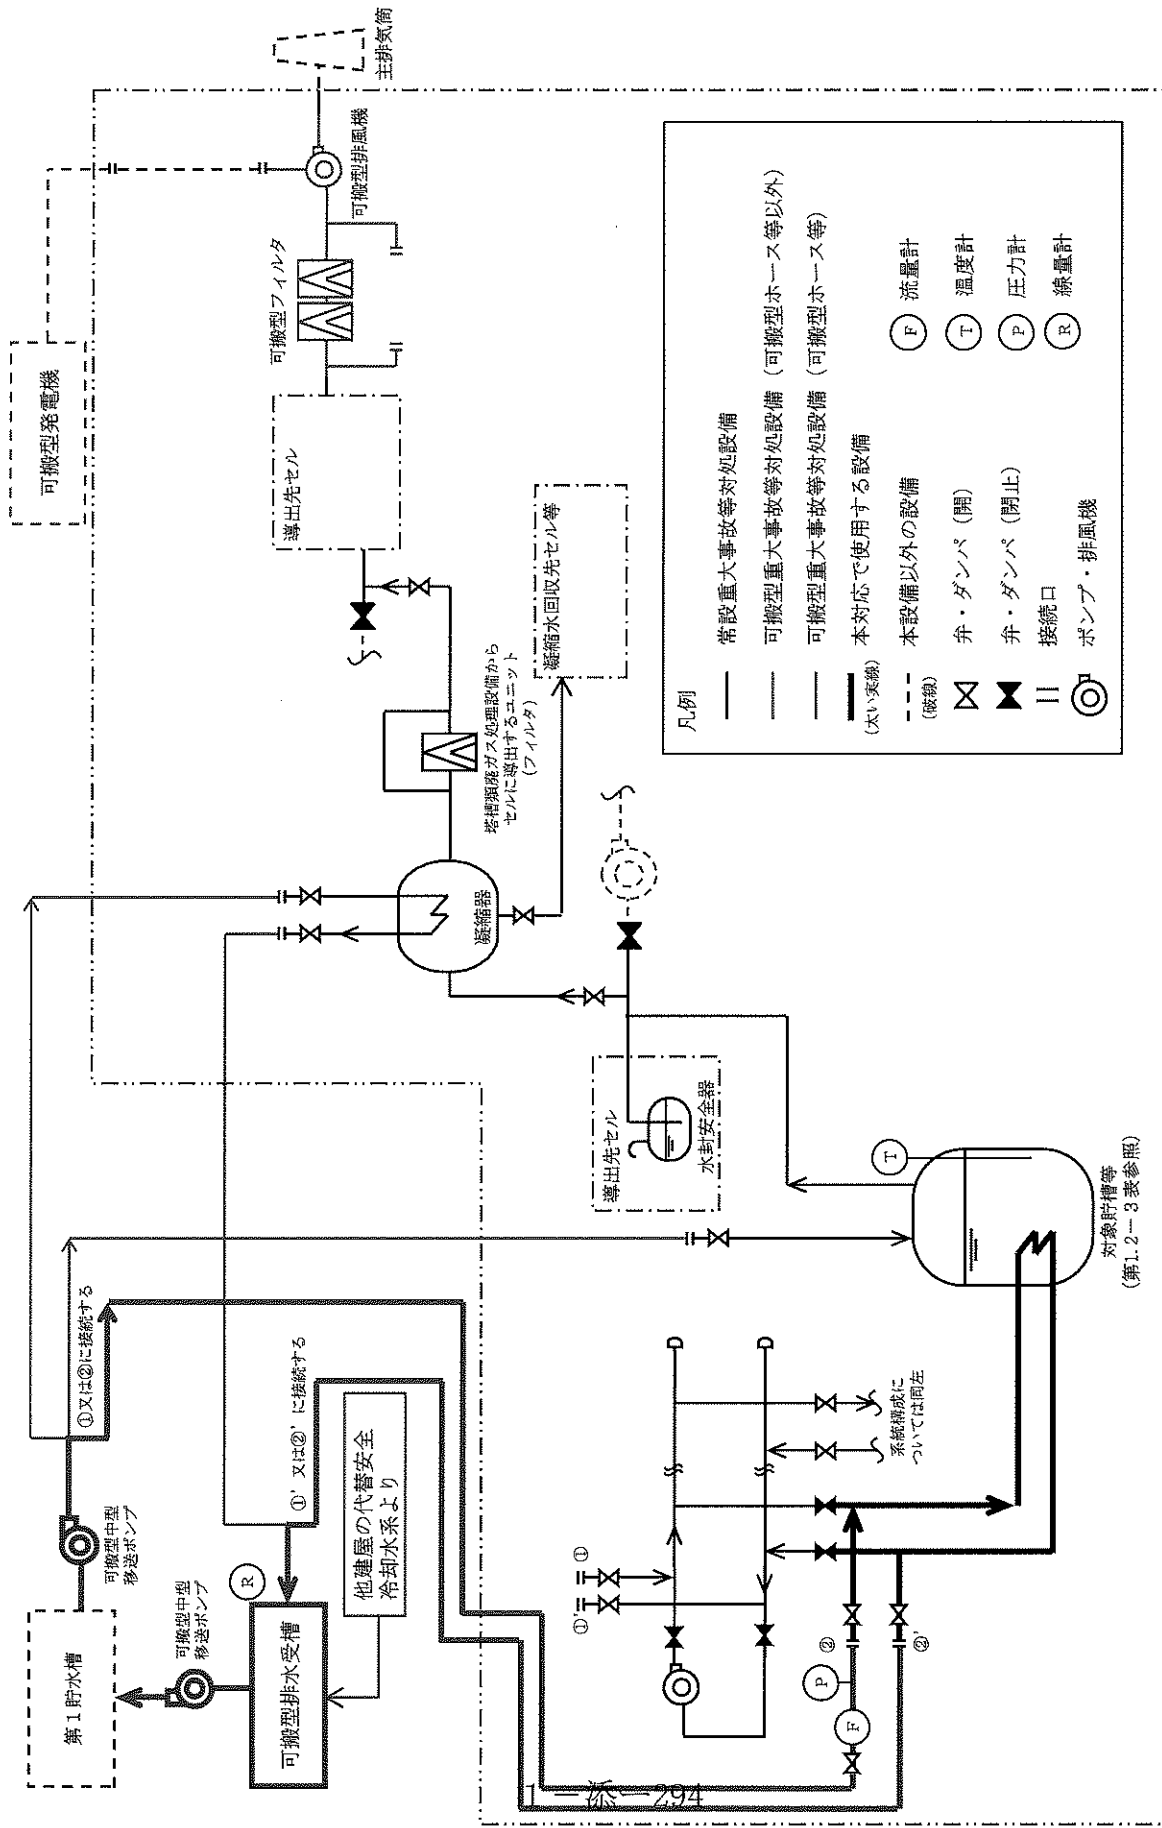 可搬型発電機
主排気筒
可搬型排風機
可搬型フィルタ
導出先セル
凝縮水回収先セル等
塔槽類廃ガス処理設備から
セルに導出するユニット
(フィルタ)
凝縮器
導出先セル
水封安全器
T
対象貯槽等
(第1.2－3表参照)
①又は②に接続する
①' 又は②' に接続する
可搬型中型
移送ポンプ
第１貯水槽
可搬型中型
移送ポンプ
R
可搬型排水受槽
他建屋の代替安全
冷却水系より
①
①'
系統構成に
ついては同左
②
②'
P
F
凡例
常設重大事故等対処設備
可搬型重大事故等対処設備（可搬型ホース等以外）
可搬型重大事故等対処設備（可搬型ホース等）
本対応で使用する設備
(太い実線)
本設備以外の設備
(破線)
弁・ダンパ（開）
弁・ダンパ（閉止）
接続口
ポンプ・排風機
F 流量計
T 温度計
P 圧力計
R 線量計
1－添－294